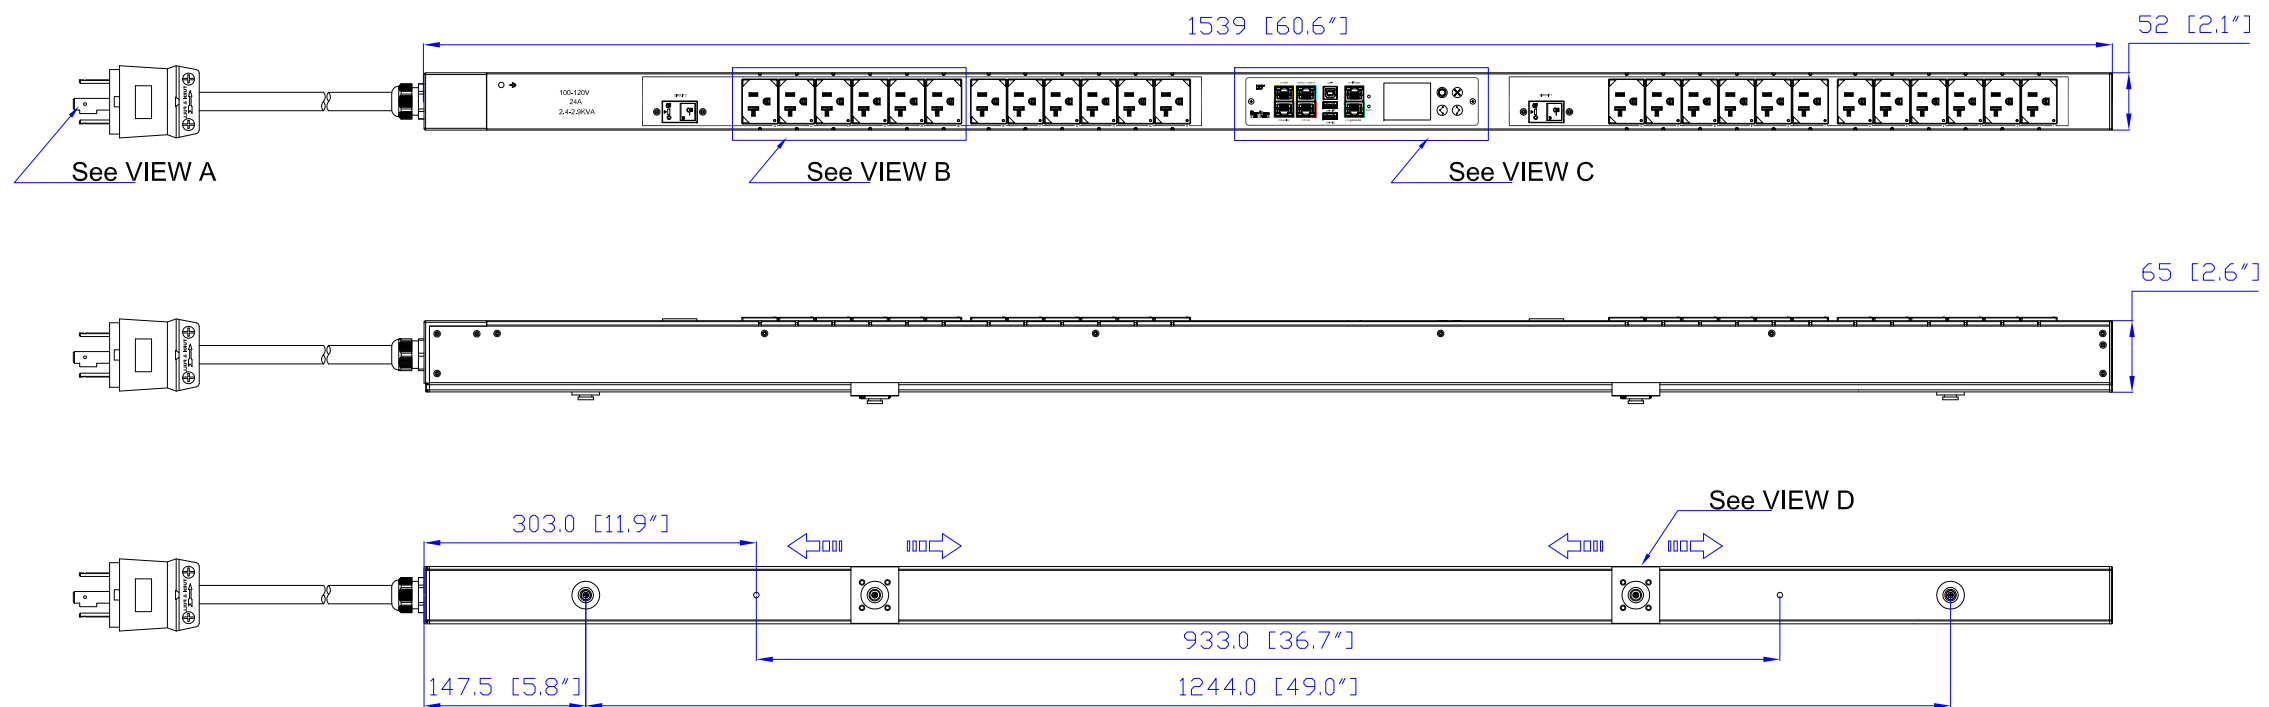 1539 [60.6"]
52 [2.1"]
100-120V
24A
2.4-2.9KVA
See VIEW A
See VIEW B
See VIEW C
65 [2.6"]
See VIEW D
303.0 [11.9"]
933.0 [36.7"]
147.5 [5.8"]
1244.0 [49.0"]